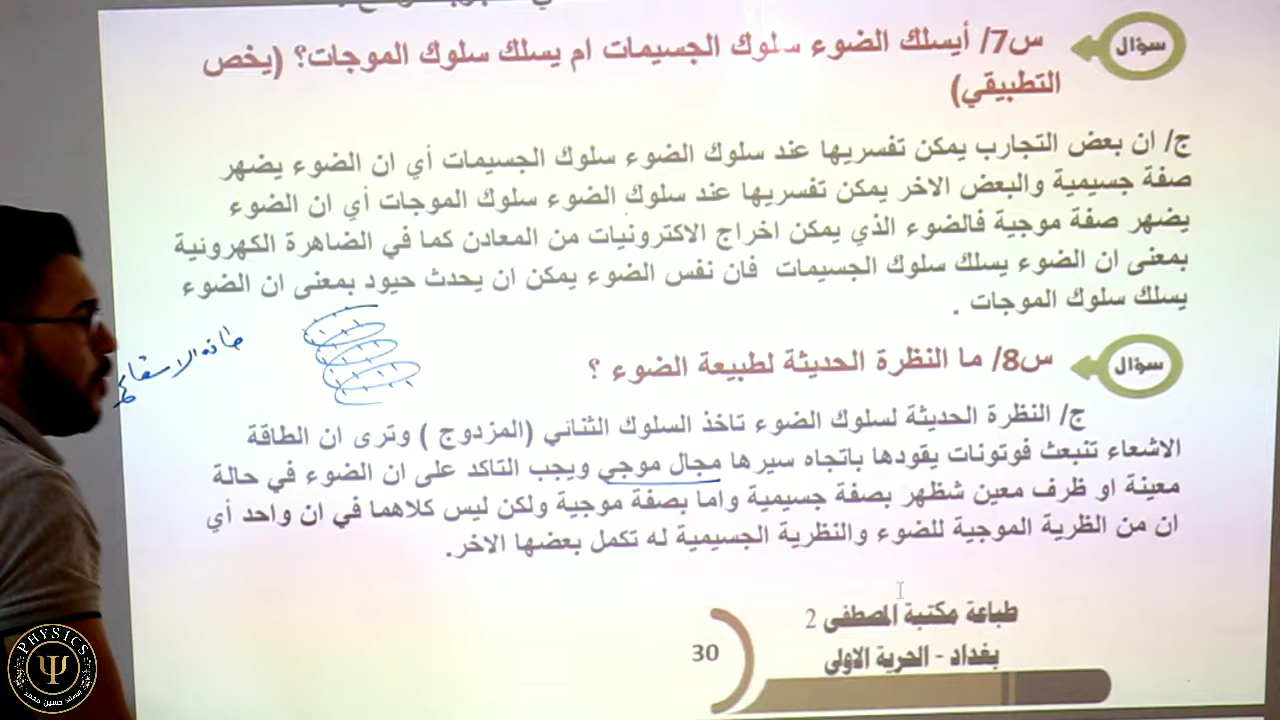 سؤال
س7/ أيسلك الضوء سلوك الجسيمات ام يسلك سلوك الموجات؟ (يخص
التطبيقي)
ج/ ان بعض التجارب يمكن تفسريها عند سلوك الضوء سلوك الجسيمات أي ان الضوء يضهر
صفة جسيمية والبعض الاخر يمكن تفسريها عند سلوك الضوء سلوك الموجات أي ان الضوء
يضهر صفة موجية فالضوء الذي يمكن اخراج الاكترونيات من المعادن كما في الضاهرة الكهرونية
بمعنى ان الضوء يسلك سلوك الجسيمات فان نفس الضوء يمكن ان يحدث حيود بمعنى ان الضوء
يسلك سلوك الموجات .
سؤال
س8/ ما النظرة الحديثة لطبيعة الضوء ؟
ج/ النظرة الحديثة لسلوك الضوء تاخذ السلوك الثنائي (المزدوج ) وترى ان الطاقة
الاشعاء تنبعث فوتونات يقودها باتجاه سيرها مجال موجي ويجب التاكد على ان الضوء في حالة
معينة او ظرف معين شظهر بصفة جسيمية واما بصفة موجية ولكن ليس كلاهما في ان واحد أي
ان من الظرية الموجية للضوء والنظرية الجسيمية له تكمل بعضها الاخر.
طباعة مكتبة المصطفى 2
بغداد - الحرية الاولى
30
PHYSICS
Ψ